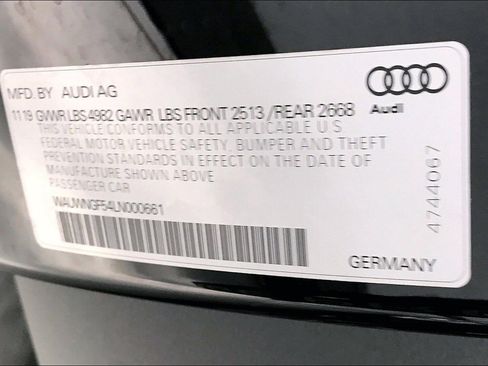 MFD. BY AUDI AG
11 19 GVWR LBS 4982 GAWR LBS FRONT 2513 /REAR 2668
THIS VEHICLE CONFORMS TO ALL APPLICABLE U S
FEDERAL MOTOR VEHICLE SAFETY, BUMPER AND THEFT
PREVENTION STANDARDS IN EFFECT ON THE DATE OF
MANUFACTURE SHOWN ABOVE
PASSENGER CAR
WAUWNGF54LN000661
Audi
4744067
GERMANY